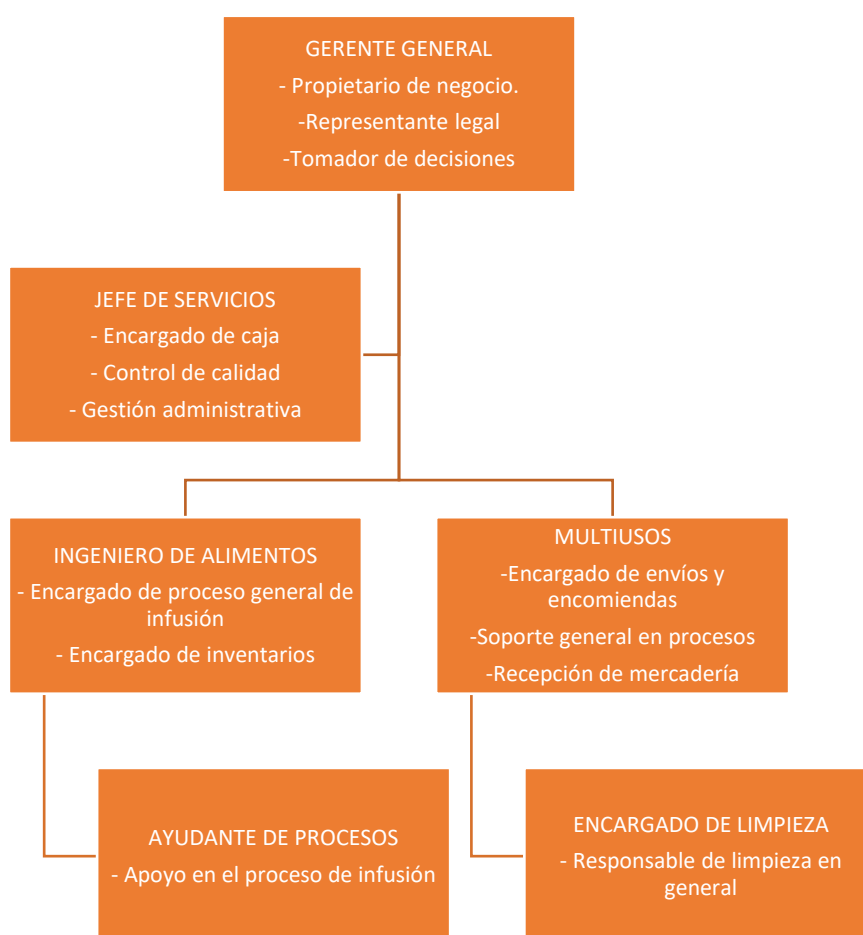 GERENTE GENERAL
- Propietario de negocio.
-Representante legal
-Tomador de decisiones
JEFE DE SERVICIOS
- Encargado de caja
- Control de calidad
- Gestión administrativa
INGENIERO DE ALIMENTOS
- Encargado de proceso general de
infusión
- Encargado de inventarios
MULTIUSOS
-Encargado de envíos y
encomiendas
-Soporte general en procesos
-Recepción de mercadería
AYUDANTE DE PROCESOS
- Apoyo en el proceso de infusión
ENCARGADO DE LIMPIEZA
- Responsable de limpieza en
general